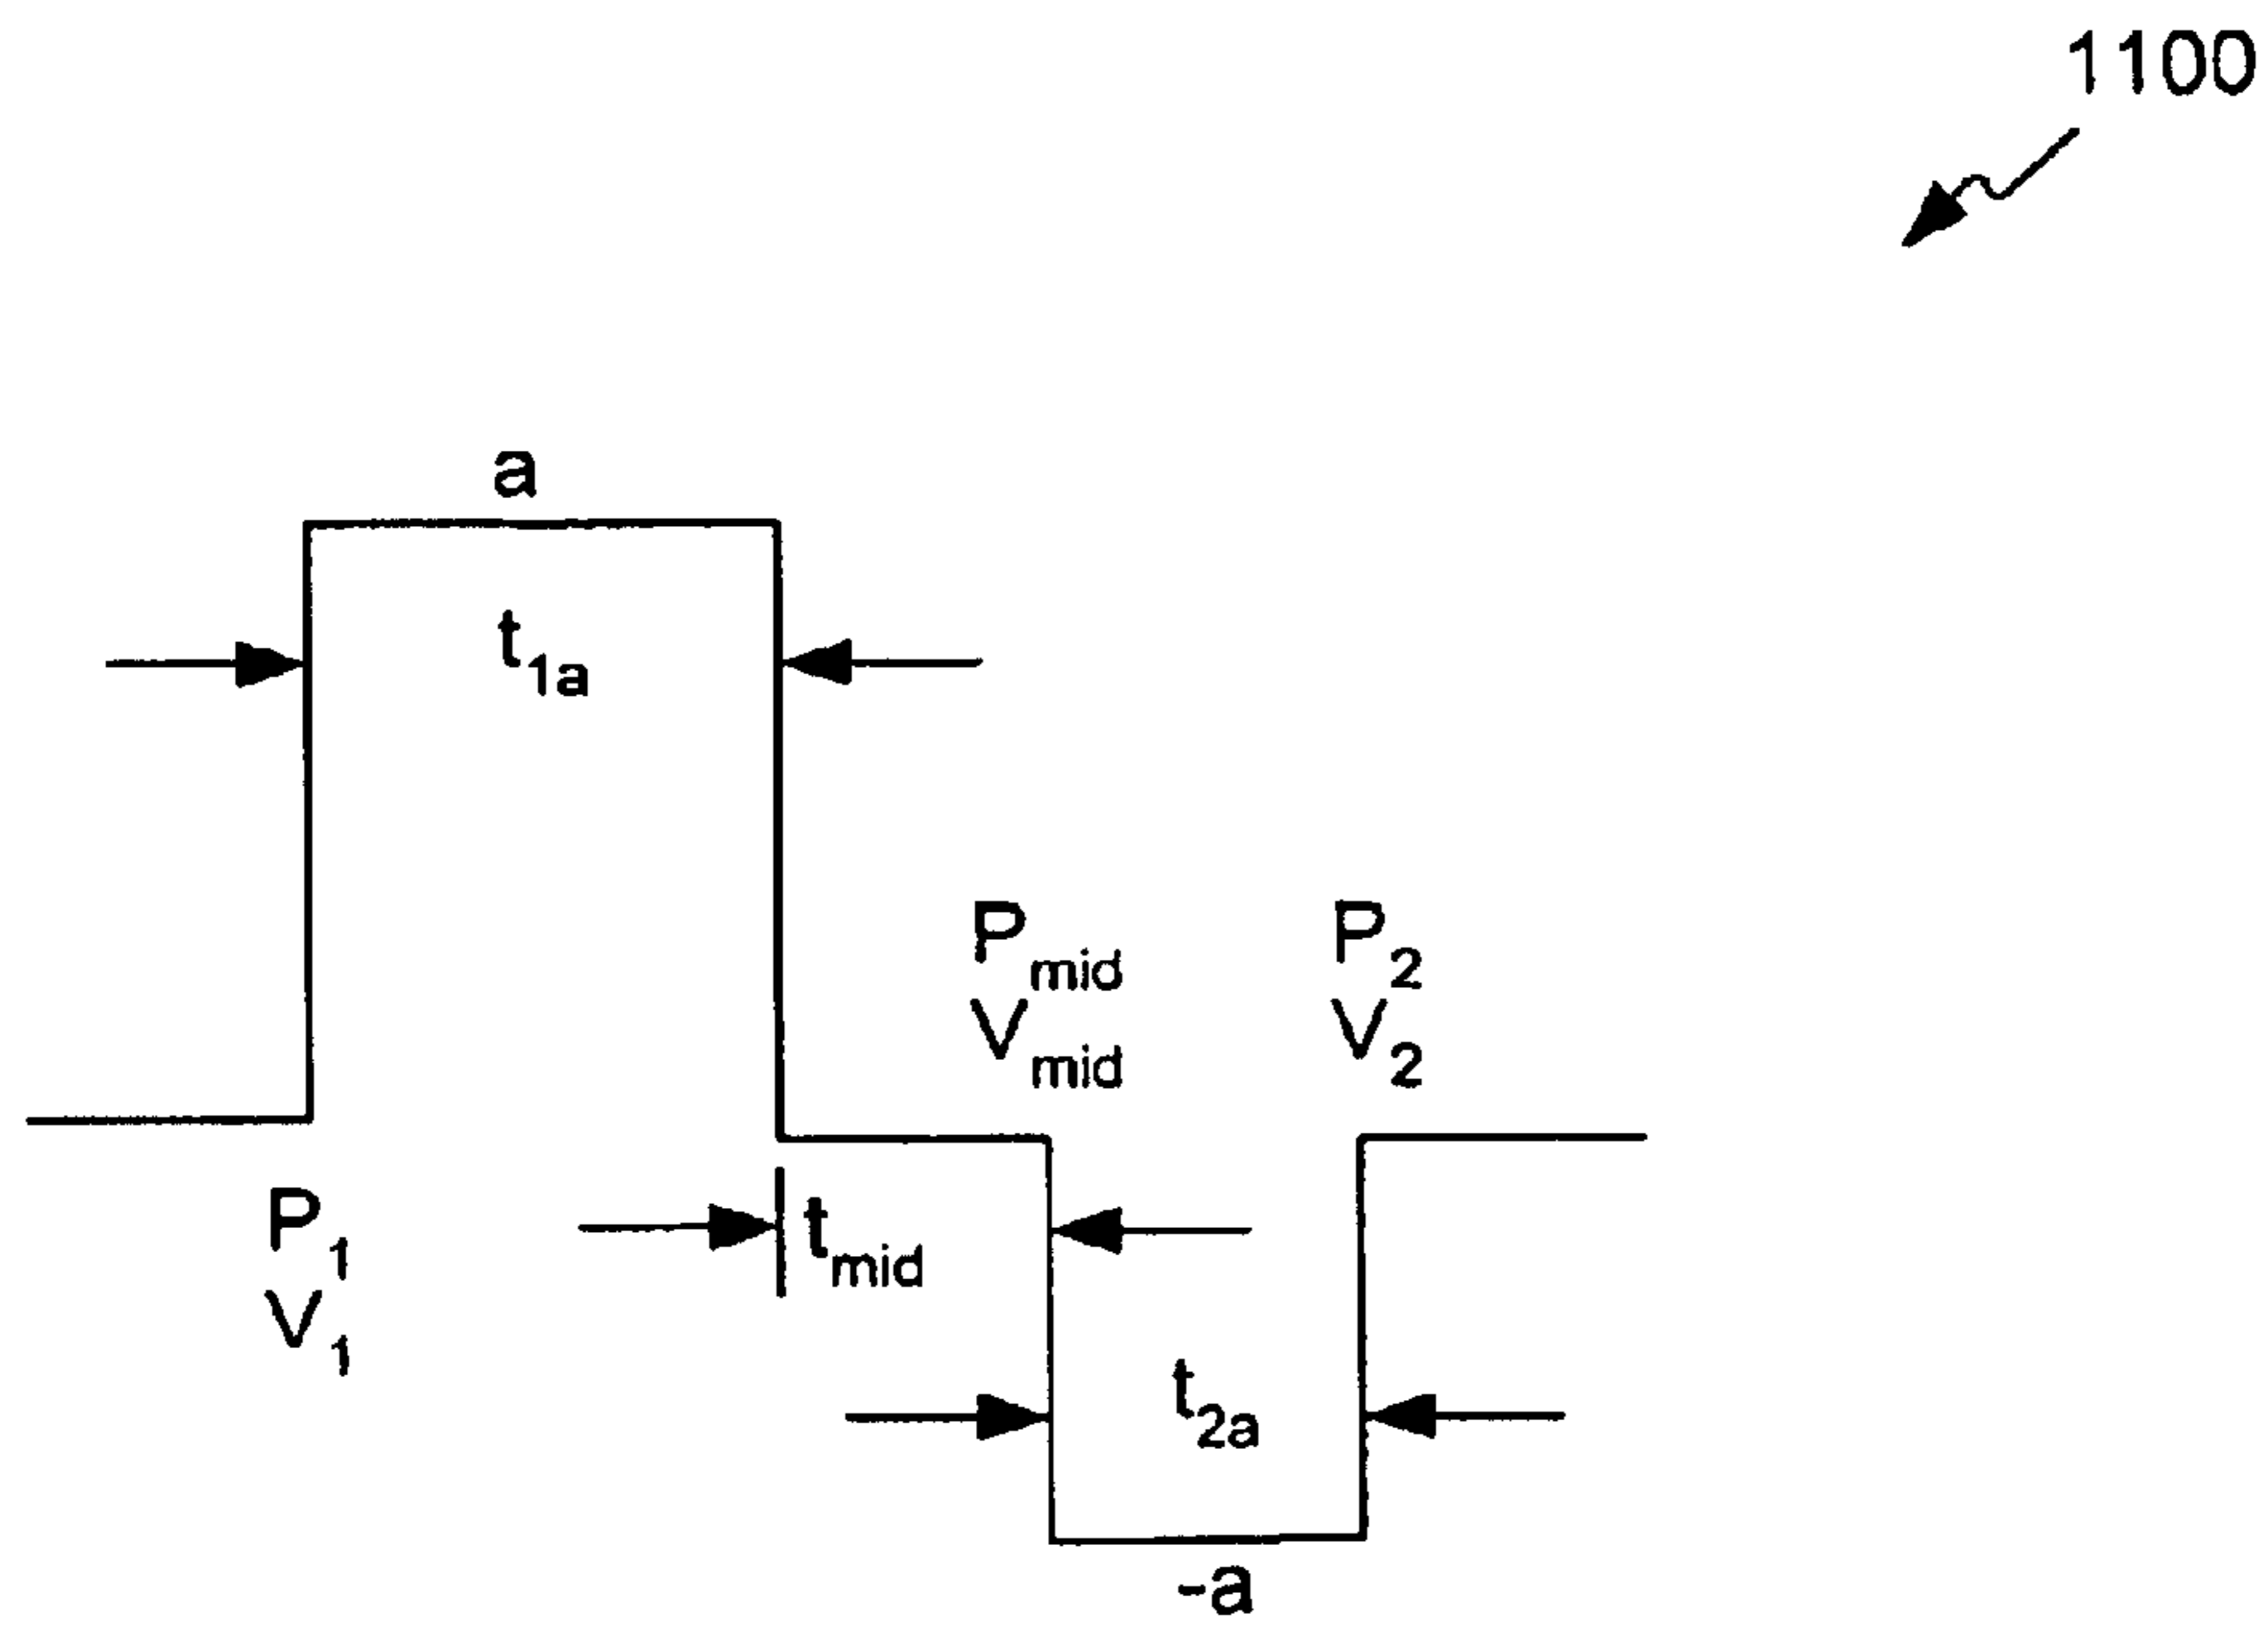 1100
a
t1a
Pmid
Vmid
P2
V2
P1
V1
tmid
t2a
-a